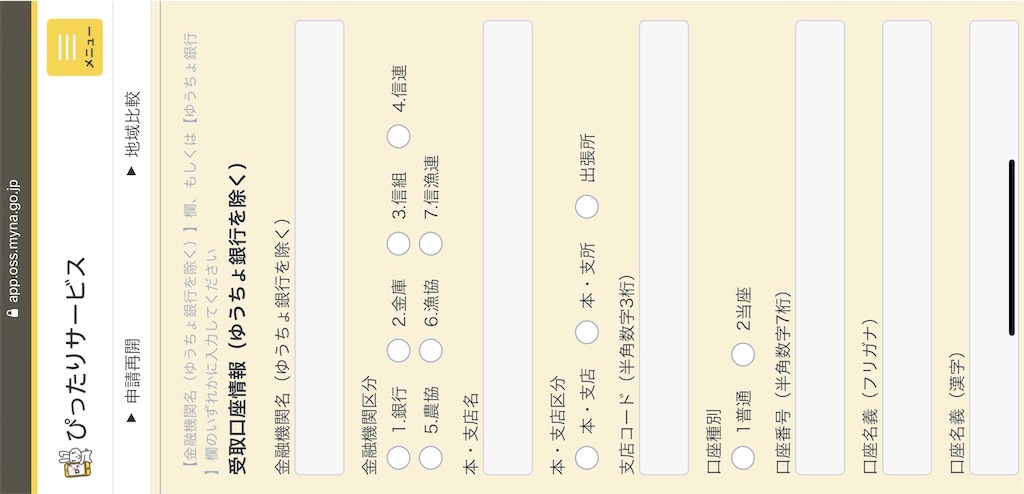 app.oss.myna.go.jp
ぴったりサービス
メニュー
▶ 申請再開
▶ 地域比較
【金融機関名（ゆうちょ銀行を除く）】欄、もしくは【ゆうちょ銀行
】欄のいずれかに入力してください
受取口座情報（ゆうちょ銀行を除く）
金融機関名（ゆうちょ銀行を除く）
金融機関区分
1.銀行 2.金庫 3.信組 4.信連
5.農協 6.漁協 7.信漁連
本・支店名
本・支店区分
本・支店 本・支所 出張所
支店コード（半角数字3桁）
口座種別
1普通 2当座
口座番号（半角数字7桁）
口座名義（フリガナ）
口座名義（漢字）